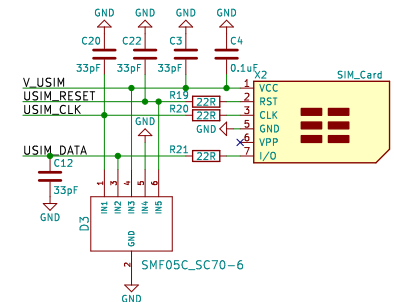 GND GND GND GND
C20 C22 C3 C4
33pF 33pF 33pF 0.1uF
X2 SIM_Card
V_USIM 1 VCC
USIM_RESET R19 22R 2 RST
USIM_CLK R20 22R 3 CLK
GND GND 5 GND
6 VPP
USIM_DATA R21 22R 7 I/O
C12
33pF
GND
1 3 2 4 5 6
IN1 IN2 IN3 IN4 IN5
D3
GND
2
SMF05C_SC70-6
GND